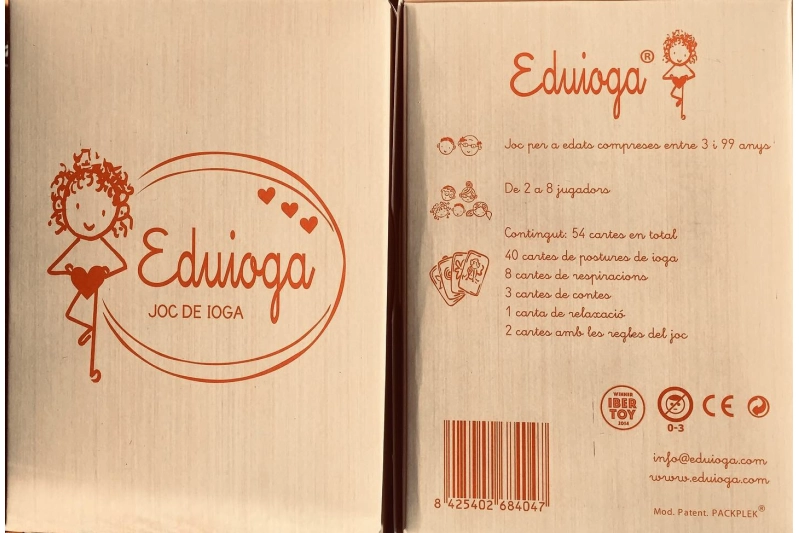 Eduioga
JOC DE IOGA
Eduioga®
Joc per a edats compreses entre 3 i 99 anys
De 2 a 8 jugadors
Contingut: 54 cartes en total
40 cartes de postures de ioga
8 cartes de respiracions
3 cartes de contes
1 carta de relaxació
2 cartes amb les regles del joc
WINNER
IBER
TOY
2014
0-3
CE
info@eduioga.com
www.eduioga.com
8 425402 684047
Mod. Patent. PACKPLEK®